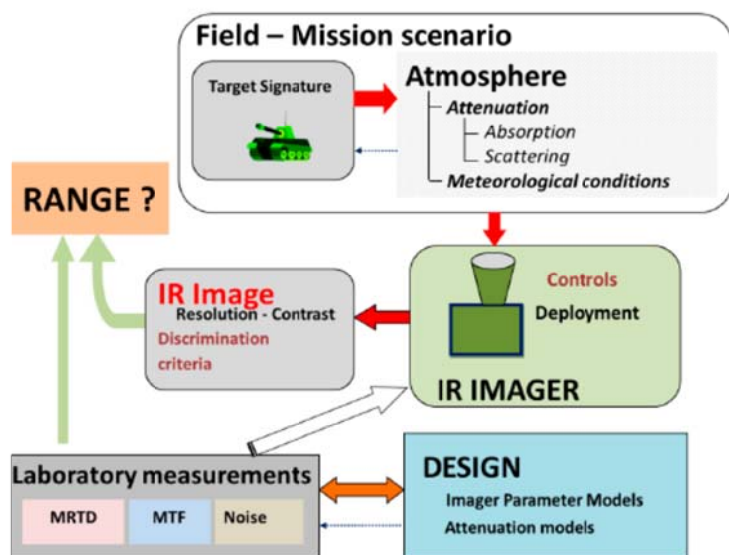 Field – Mission scenario
Target Signature
Atmosphere
Attenuation
Absorption
Scattering
Meteorological conditions
RANGE ?
IR Image
Resolution - Contrast
Discrimination
criteria
Controls
Deployment
IR IMAGER
Laboratory measurements
MRTD
MTF
Noise
DESIGN
Imager Parameter Models
Attenuation models